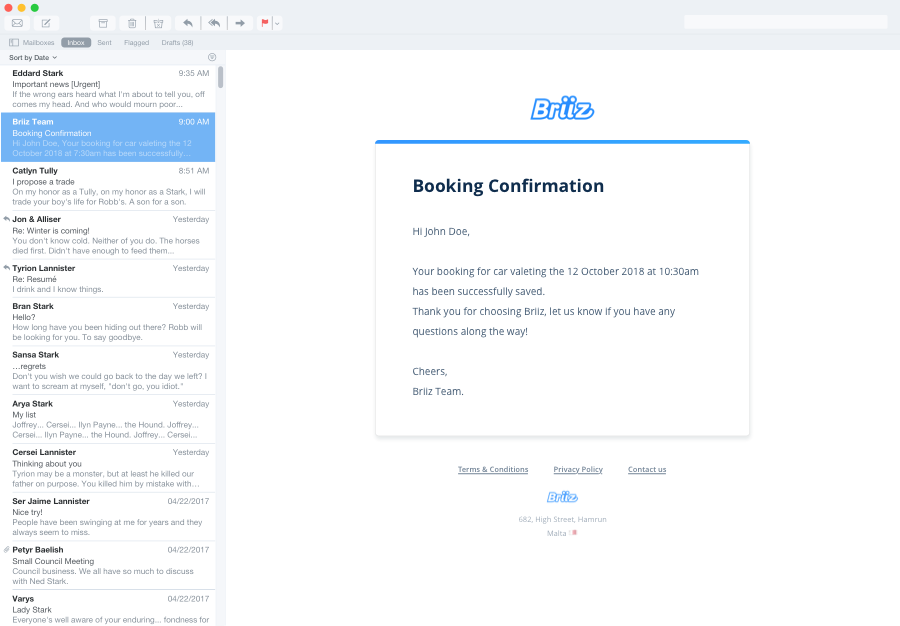 Mailboxes Inbox Sent Flagged Drafts (38)
Sort by Date
Eddard Stark 9:35 AM
Important news [Urgent]
If the wrong ears heard what I'm about to tell you, off
comes my head. And who would mourn poor...
Briiz Team 9:00 AM
Booking Confirmation
Hi John Doe, Your booking for car valeting the 12
October 2018 at 7:30am has been successfully...
Catlyn Tully 8:51 AM
I propose a trade
On my honor as a Tully, on my honor as a Stark, I will
trade your boy's life for Robb's. A son for a son.
Jon & Alliser Yesterday
Re: Winter is coming!
You don't know cold. Neither of you do. The horses
died first. Didn't have enough to feed them...
Tyrion Lannister Yesterday
Re: Resumé
I drink and I know things.
Bran Stark Yesterday
Hello?
How long have you been hiding out there? Robb will
be looking for you. To say goodbye.
Sansa Stark Yesterday
...regrets
Don't you wish we could go back to the day we left? I
want to scream at myself, "don't go, you idiot."
Arya Stark Yesterday
My list
Joffrey... Cersei... Ilyn Payne... the Hound. Joffrey...
Cersei... Ilyn Payne... the Hound. Joffrey... Cersei...
Cersei Lannister Yesterday
Thinking about you
Tyrion may be a monster, but at least he killed our
father on purpose. You killed him by mistake with...
Ser Jaime Lannister 04/22/2017
Nice try!
People have been swinging at me for years and they
always seem to miss.
Petyr Baelish 04/22/2017
Small Council Meeting
Council business. We all have so much to discuss
with Ned Stark.
Varys 04/22/2017
Lady Stark
Everyone's well aware of your enduring... fondness for
Briiz
Booking Confirmation
Hi John Doe,
Your booking for car valeting the 12 October 2018 at 10:30am
has been successfully saved.
Thank you for choosing Briiz, let us know if you have any
questions along the way!
Cheers,
Briiz Team.
Terms & Conditions Privacy Policy Contact us
Briiz
682, High Street, Hamrun
Malta